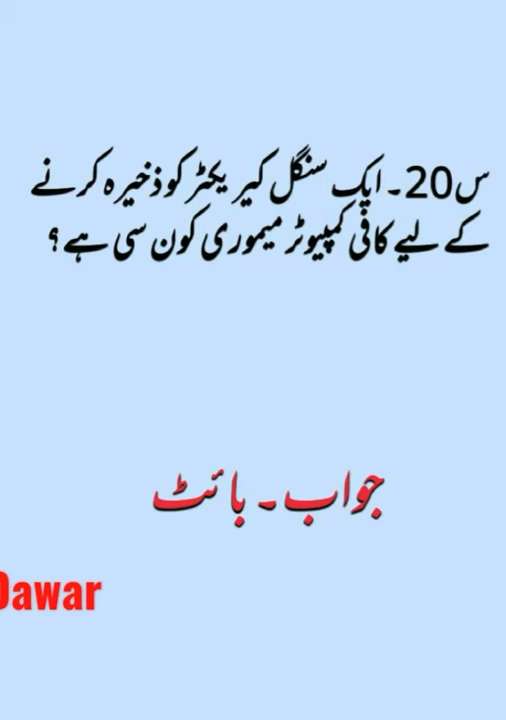 س20۔ ایک سنگل کیریکٹر کو ذخیرہ کرنے
کے لیے کافی کمپیوٹر میموری کون سی ہے؟
جواب۔ بائٹ
Dawar